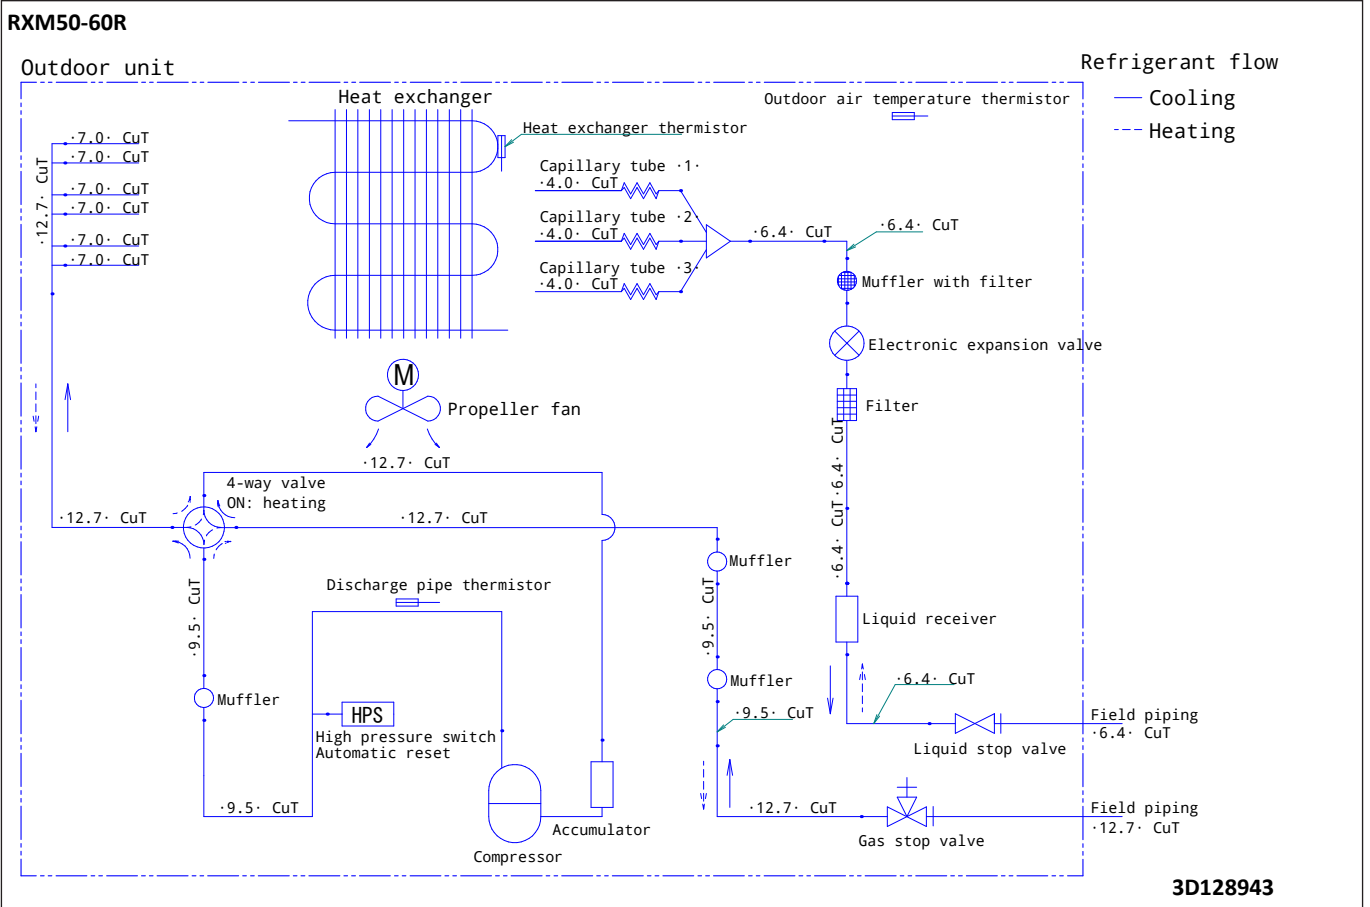 RXM50-60R
Outdoor unit
Refrigerant flow
Cooling
Heating
Heat exchanger
Outdoor air temperature thermistor
Heat exchanger thermistor
·7.0· CuT
·7.0· CuT
·7.0· CuT
·7.0· CuT
·7.0· CuT
·7.0· CuT
·12.7· CuT
Capillary tube ·1·
·4.0· CuT
Capillary tube ·2·
·4.0· CuT
Capillary tube ·3·
·4.0· CuT
·6.4· CuT
·6.4· CuT
Muffler with filter
Electronic expansion valve
Filter
M
Propeller fan
·12.7· CuT
4-way valve
ON: heating
·12.7· CuT
·12.7· CuT
·6.4· CuT
·6.4· CuT
Muffler
Discharge pipe thermistor
·9.5· CuT
·9.5· CuT
Liquid receiver
Muffler
Muffler
·6.4· CuT
HPS
High pressure switch
Automatic reset
·9.5· CuT
Field piping
·6.4· CuT
Liquid stop valve
·9.5· CuT
·12.7· CuT
Field piping
·12.7· CuT
Accumulator
Gas stop valve
Compressor
3D128943